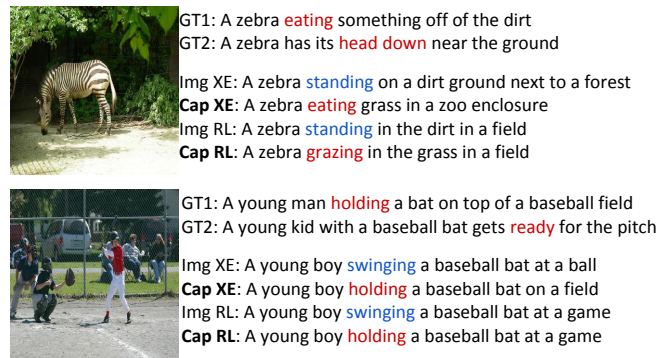 GT1: A zebra eating something off of the dirt
GT2: A zebra has its head down near the ground
Img XE: A zebra standing on a dirt ground next to a forest
Cap XE: A zebra eating grass in a zoo enclosure
Img RL: A zebra standing in the dirt in a field
Cap RL: A zebra grazing in the grass in a field
GT1: A young man holding a bat on top of a baseball field
GT2: A young kid with a baseball bat gets ready for the pitch
Img XE: A young boy swinging a baseball bat at a ball
Cap XE: A young boy holding a baseball bat on a field
Img RL: A young boy swinging a baseball bat at a game
Cap RL: A young boy holding a baseball bat at a game